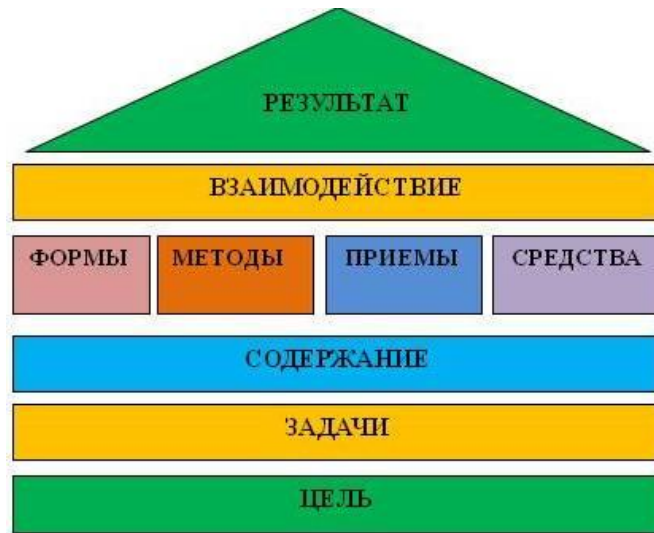 РЕЗУЛЬТАТ
ВЗАИМОДЕЙСТВИЕ
ФОРМЫ МЕТОДЫ ПРИЕМЫ СРЕДСТВА
СОДЕРЖАНИЕ
ЗАДАЧИ
ЦЕЛЬ